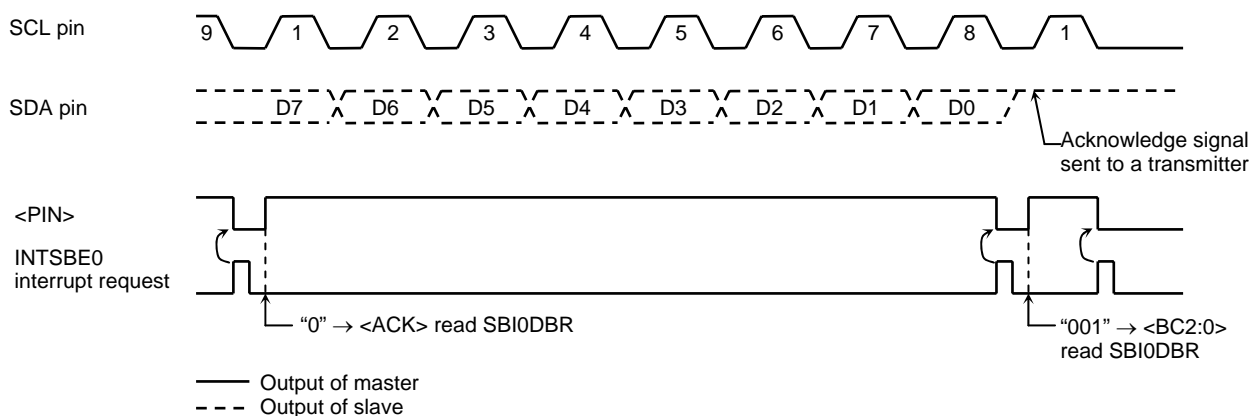 SCL pin
9 1 2 3 4 5 6 7 8 1
SDA pin
D7 D6 D5 D4 D3 D2 D1 D0
Acknowledge signal
sent to a transmitter
<PIN>
INTSBE0
interrupt request
“0” → <ACK> read SBI0DBR
“001” → <BC2:0>
read SBI0DBR
Output of master
Output of slave